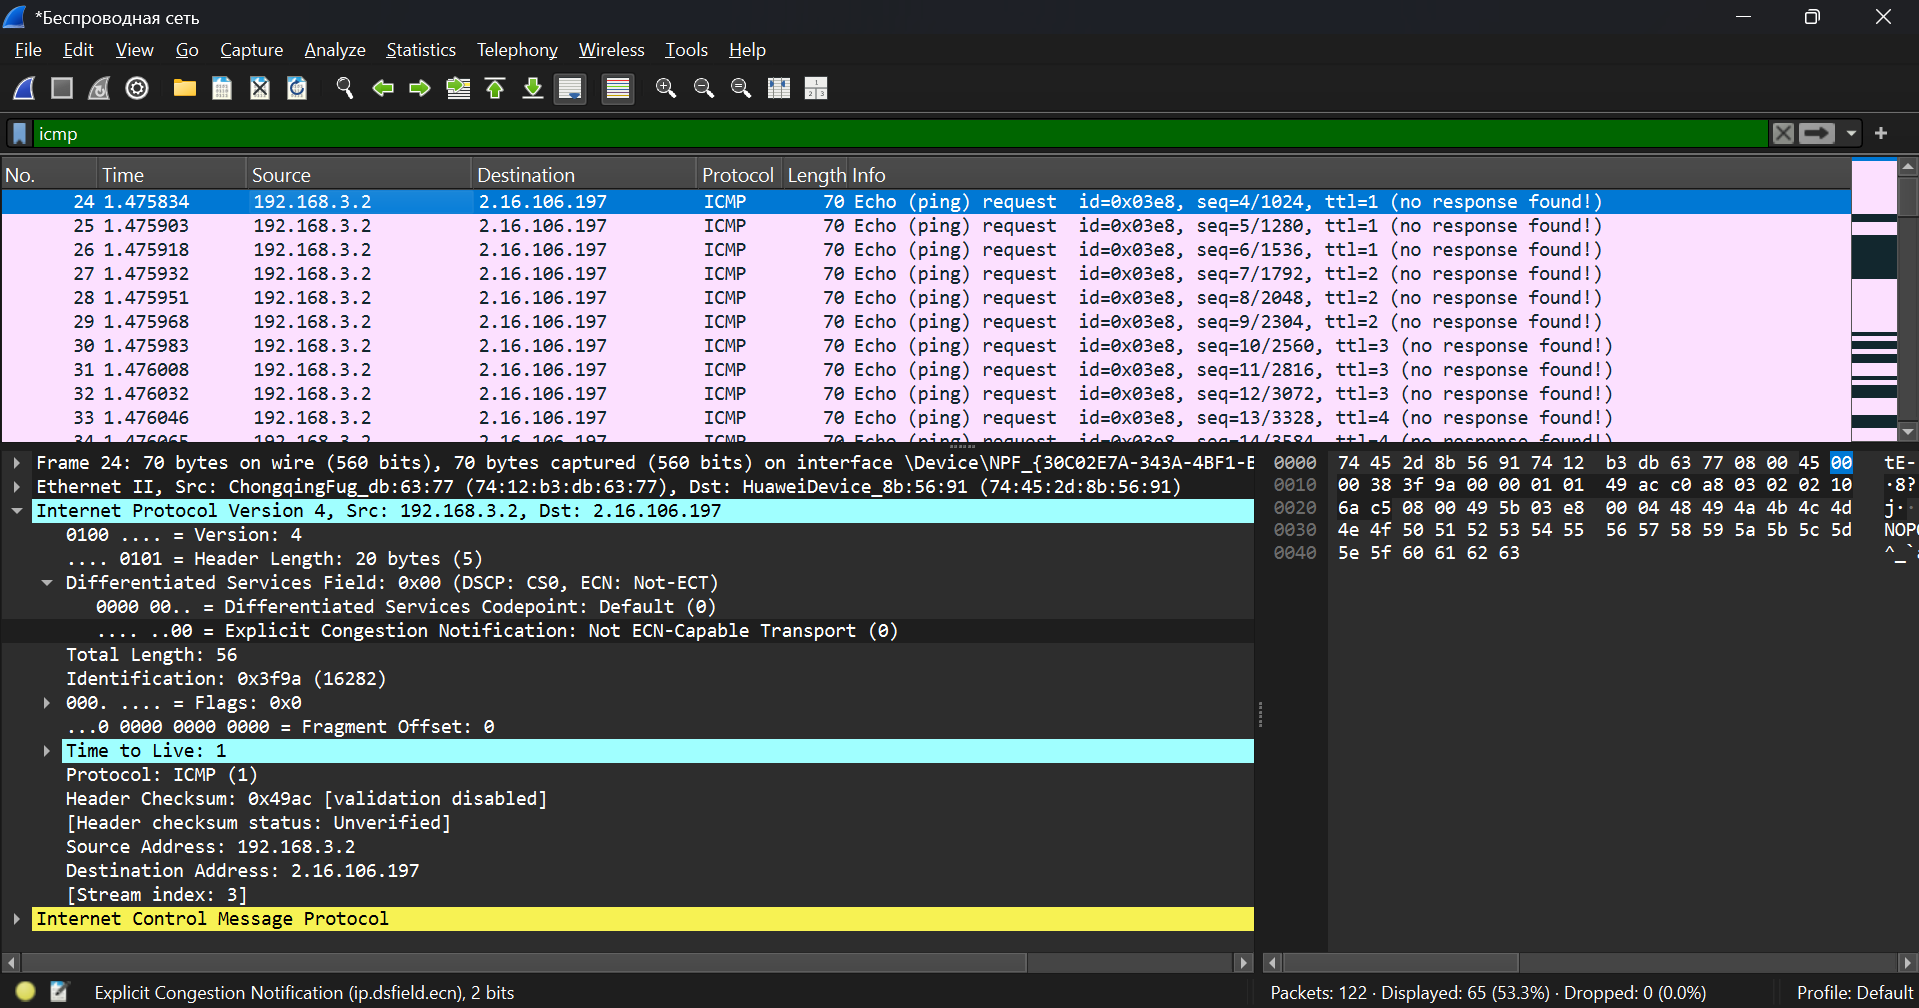 *Беспроводная сеть
File Edit View Go Capture Analyze Statistics Telephony Wireless Tools Help
icmp
No. Time Source Destination Protocol Length Info
24 1.475834 192.168.3.2 2.16.106.197 ICMP 70 Echo (ping) request id=0x03e8, seq=4/1024, ttl=1 (no response found!)
25 1.475903 192.168.3.2 2.16.106.197 ICMP 70 Echo (ping) request id=0x03e8, seq=5/1280, ttl=1 (no response found!)
26 1.475918 192.168.3.2 2.16.106.197 ICMP 70 Echo (ping) request id=0x03e8, seq=6/1536, ttl=1 (no response found!)
27 1.475932 192.168.3.2 2.16.106.197 ICMP 70 Echo (ping) request id=0x03e8, seq=7/1792, ttl=2 (no response found!)
28 1.475951 192.168.3.2 2.16.106.197 ICMP 70 Echo (ping) request id=0x03e8, seq=8/2048, ttl=2 (no response found!)
29 1.475968 192.168.3.2 2.16.106.197 ICMP 70 Echo (ping) request id=0x03e8, seq=9/2304, ttl=2 (no response found!)
30 1.475983 192.168.3.2 2.16.106.197 ICMP 70 Echo (ping) request id=0x03e8, seq=10/2560, ttl=3 (no response found!)
31 1.476008 192.168.3.2 2.16.106.197 ICMP 70 Echo (ping) request id=0x03e8, seq=11/2816, ttl=3 (no response found!)
32 1.476032 192.168.3.2 2.16.106.197 ICMP 70 Echo (ping) request id=0x03e8, seq=12/3072, ttl=3 (no response found!)
33 1.476046 192.168.3.2 2.16.106.197 ICMP 70 Echo (ping) request id=0x03e8, seq=13/3328, ttl=4 (no response found!)
34 1.476065 192.168.3.2 2.16.106.197 ICMP 70 Echo (ping) request id=0x03e8, seq=14/3584, ttl=4 (no response found!)
Frame 24: 70 bytes on wire (560 bits), 70 bytes captured (560 bits) on interface \Device\NPF_{30C02E7A-343A-4BF1-E
Ethernet II, Src: ChongqingFug_db:63:77 (74:12:b3:db:63:77), Dst: HuaweiDevice_8b:56:91 (74:45:2d:8b:56:91)
Internet Protocol Version 4, Src: 192.168.3.2, Dst: 2.16.106.197
0100 .... = Version: 4
.... 0101 = Header Length: 20 bytes (5)
Differentiated Services Field: 0x00 (DSCP: CS0, ECN: Not-ECT)
0000 00.. = Differentiated Services Codepoint: Default (0)
.... ..00 = Explicit Congestion Notification: Not ECN-Capable Transport (0)
Total Length: 56
Identification: 0x3f9a (16282)
000. .... = Flags: 0x0
...0 0000 0000 0000 = Fragment Offset: 0
Time to Live: 1
Protocol: ICMP (1)
Header Checksum: 0x49ac [validation disabled]
[Header checksum status: Unverified]
Source Address: 192.168.3.2
Destination Address: 2.16.106.197
[Stream index: 3]
Internet Control Message Protocol
0000 74 45 2d 8b 56 91 74 12 b3 db 63 77 08 00 45 00 tE-
0010 00 38 3f 9a 00 00 01 01 49 ac c0 a8 03 02 02 10 ·8?
0020 6a c5 08 00 49 5b 03 e8 00 04 48 49 4a 4b 4c 4d j··
0030 4e 4f 50 51 52 53 54 55 56 57 58 59 5a 5b 5c 5d NOP
0040 5e 5f 60 61 62 63 ^_`
Explicit Congestion Notification (ip.dsfield.ecn), 2 bits
Packets: 122 · Displayed: 65 (53.3%) · Dropped: 0 (0.0%)
Profile: Default